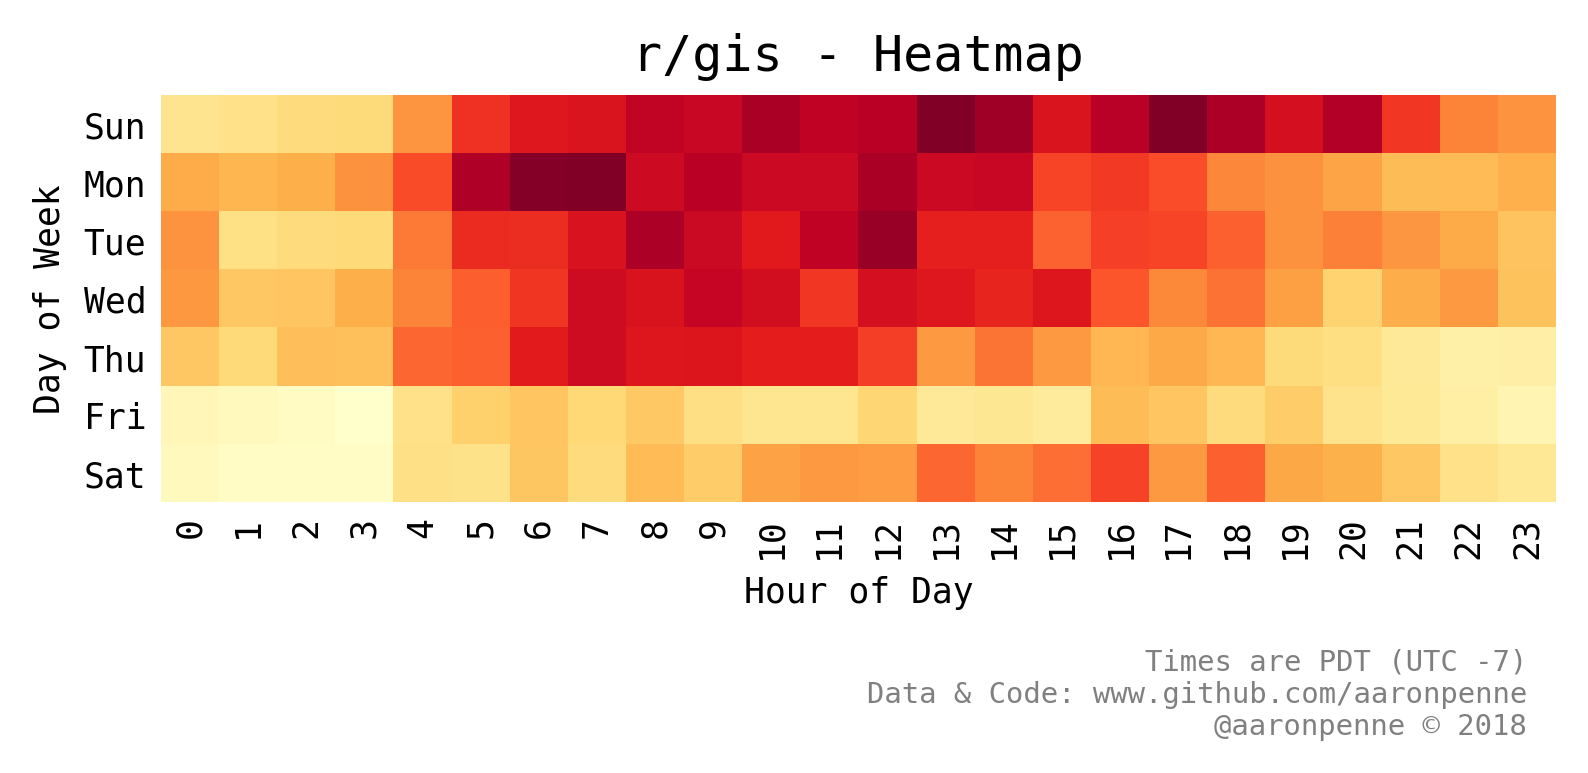 r/gis - Heatmap
Day of Week
Sun
Mon
Tue
Wed
Thu
Fri
Sat
0 1 2 3 4 5 6 7 8 9 10 11 12 13 14 15 16 17 18 19 20 21 22 23
Hour of Day
Times are PDT (UTC -7)
Data & Code: www.github.com/aaronpenne
@aaronpenne © 2018